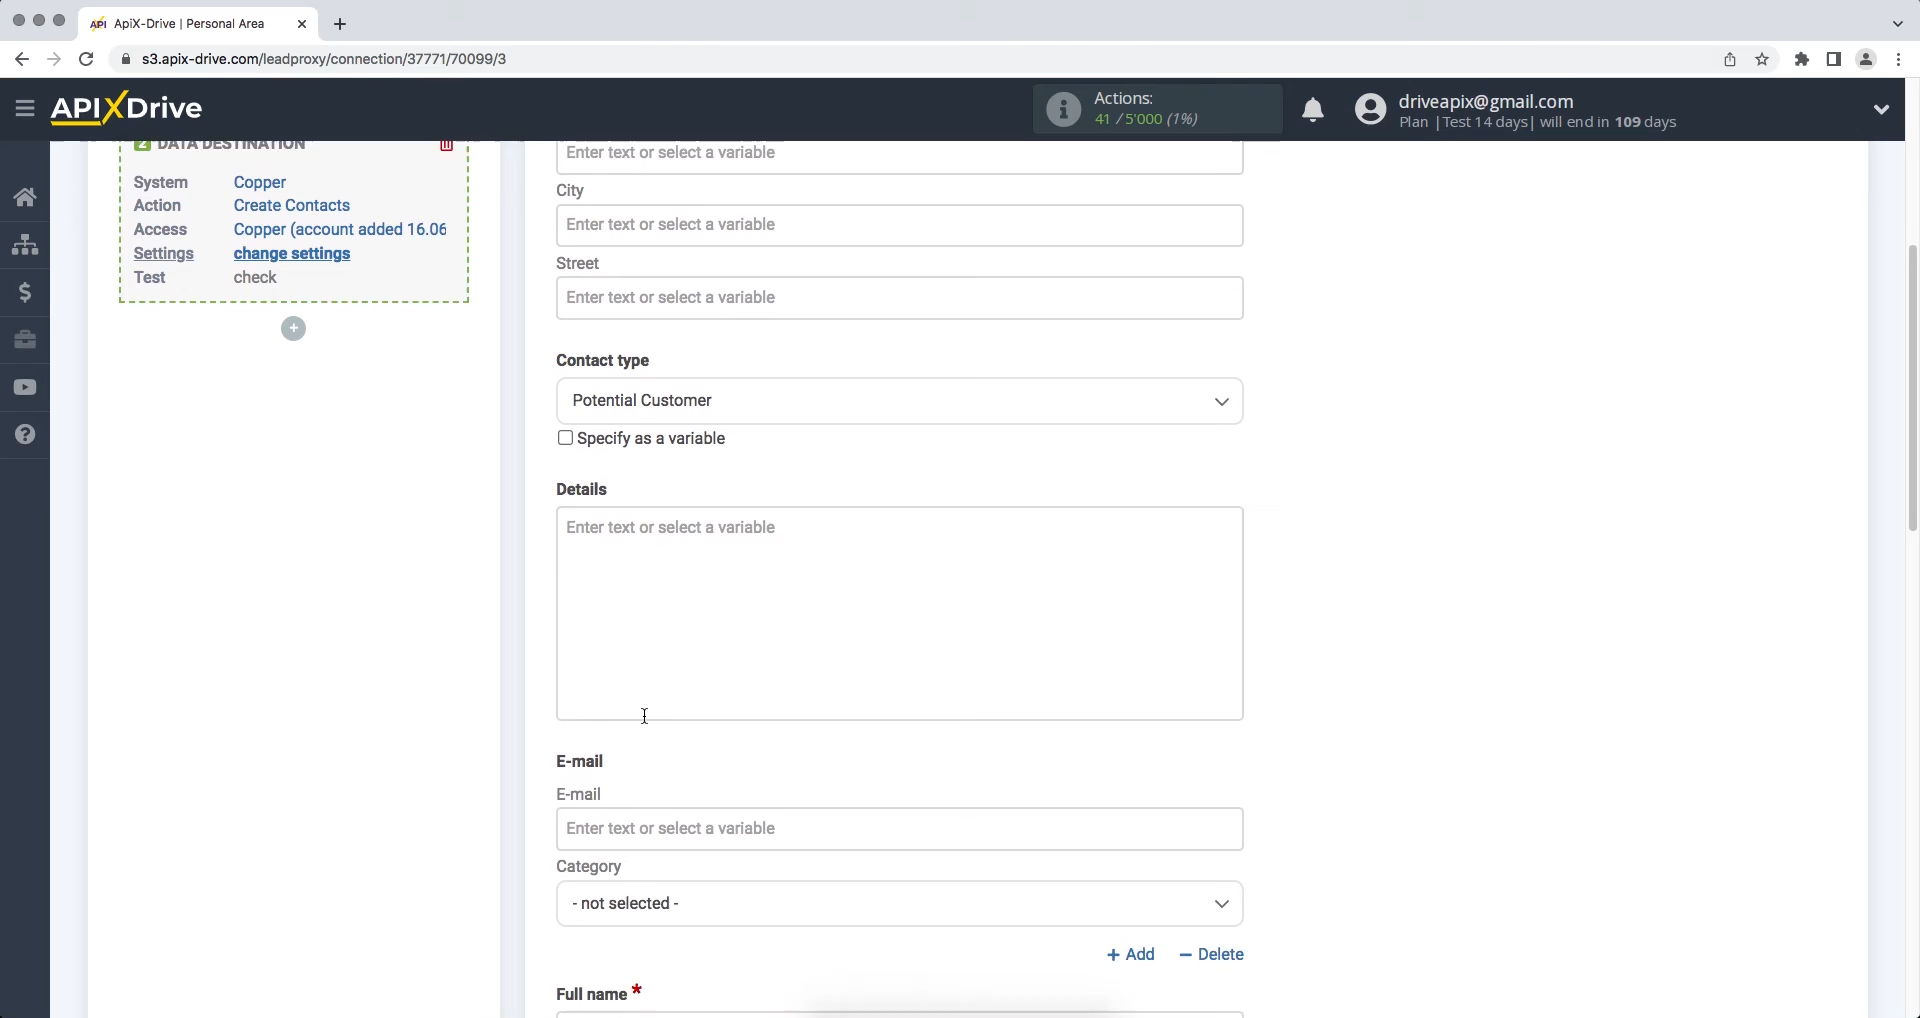 API ApiX-Drive | Personal Area
s3.apix-drive.com/leadproxy/connection/37771/70099/3
APIXDrive
Actions:
41 / 5'000 (1%)
driveapix@gmail.com
Plan |Test 14 days| will end in 109 days
2 DATA DESTINATION
System Copper
Action Create Contacts
Access Copper (account added 16.06
Settings change settings
Test check
Enter text or select a variable
City
Enter text or select a variable
Street
Enter text or select a variable
Contact type
Potential Customer
Specify as a variable
Details
Enter text or select a variable
E-mail
E-mail
Enter text or select a variable
Category
- not selected -
+ Add − Delete
Full name *